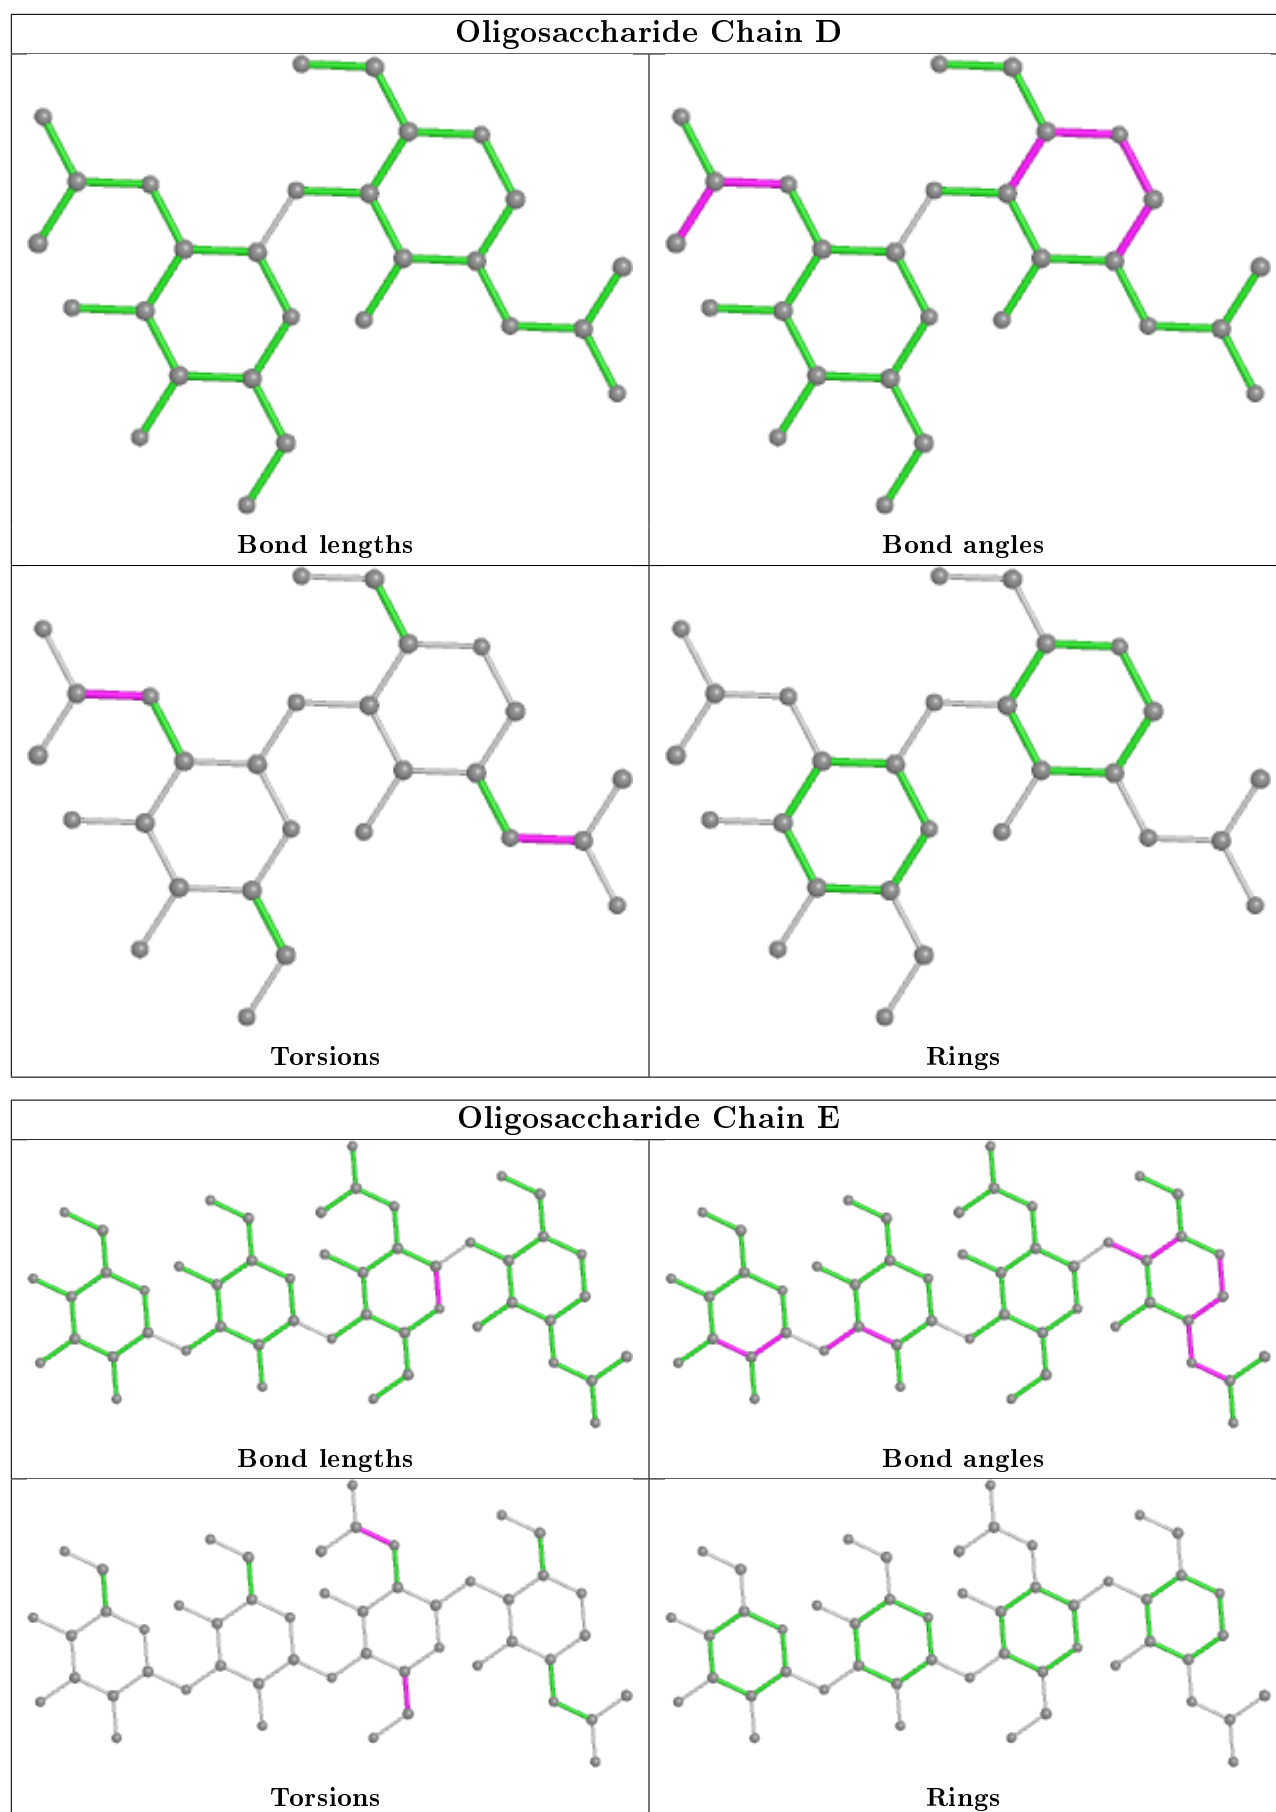 Oligosaccharide Chain D
Bond lengths
Bond angles
Torsions
Rings
Oligosaccharide Chain E
Bond lengths
Bond angles
Torsions
Rings